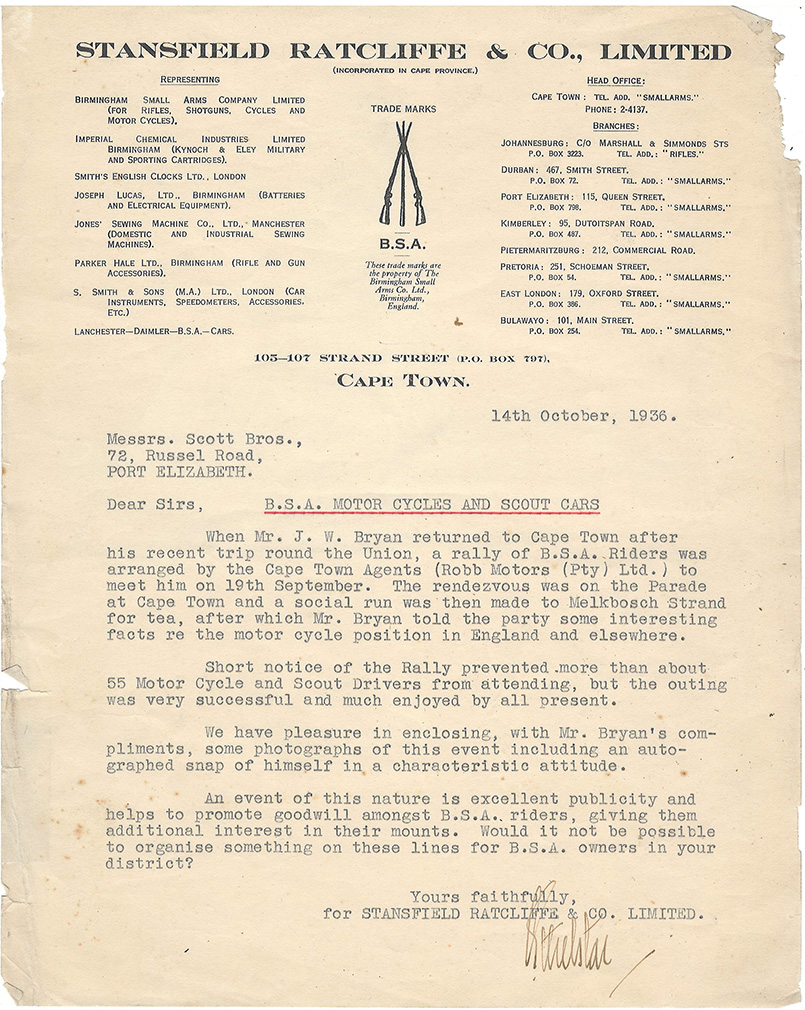 STANSFIELD RATCLIFFE & CO., LIMITED
(INCORPORATED IN CAPE PROVINCE.)
REPRESENTING
BIRMINGHAM SMALL ARMS COMPANY LIMITED
(FOR RIFLES, SHOTGUNS, CYCLES AND
MOTOR CYCLES).
IMPERIAL CHEMICAL INDUSTRIES LIMITED
BIRMINGHAM (KYNOCH & ELEY MILITARY
AND SPORTING CARTRIDGES).
SMITH'S ENGLISH CLOCKS LTD., LONDON
JOSEPH LUCAS, LTD., BIRMINGHAM (BATTERIES
AND ELECTRICAL EQUIPMENT).
JONES' SEWING MACHINE CO., LTD., MANCHESTER
(DOMESTIC AND INDUSTRIAL SEWING
MACHINES).
PARKER HALE LTD., BIRMINGHAM (RIFLE AND GUN
ACCESSORIES).
S. SMITH & SONS (M.A.) LTD., LONDON (CAR
INSTRUMENTS, SPEEDOMETERS, ACCESSORIES.
ETC.)
LANCHESTER—DAIMLER—B.S.A.—CARS.
TRADE MARKS
B.S.A.
These trade marks are
the property of The
Birmingham Small
Arms Co. Ltd.,
Birmingham,
England.
HEAD OFFICE:
CAPE TOWN: TEL. ADD. "SMALLARMS."
PHONE: 2-4137.
BRANCHES:
JOHANNESBURG: C/O MARSHALL & SIMMONDS STS
P.O. BOX 3223. TEL. ADD.: "RIFLES."
DURBAN: 467, SMITH STREET.
P.O. BOX 72. TEL. ADD.: "SMALLARMS."
PORT ELIZABETH: 115, QUEEN STREET.
P.O. BOX 798. TEL. ADD.: "SMALLARMS."
KIMBERLEY: 95, DUTOITSPAN ROAD.
P.O. BOX 487. TEL. ADD.: "SMALLARMS."
PIETERMARITZBURG: 212, COMMERCIAL ROAD.
PRETORIA: 251, SCHOEMAN STREET.
P.O. BOX 54. TEL. ADD.: "SMALLARMS."
EAST LONDON: 179, OXFORD STREET.
P.O. BOX 386. TEL. ADD.: "SMALLARMS."
BULAWAYO: 101, MAIN STREET.
P.O. BOX 254. TEL. ADD.: "SMALLARMS."
105—107 STRAND STREET (P.O. BOX 797),
CAPE TOWN.
14th October, 1936.
Messrs. Scott Bros.,
72, Russel Road,
PORT ELIZABETH.
Dear Sirs, B.S.A. MOTOR CYCLES AND SCOUT CARS
When Mr. J. W. Bryan returned to Cape Town after
his recent trip round the Union, a rally of B.S.A. Riders was
arranged by the Cape Town Agents (Robb Motors (Pty) Ltd.) to
meet him on 19th September. The rendezvous was on the Parade
at Cape Town and a social run was then made to Melkbosch Strand
for tea, after which Mr. Bryan told the party some interesting
facts re the motor cycle position in England and elsewhere.
Short notice of the Rally prevented more than about
55 Motor Cycle and Scout Drivers from attending, but the outing
was very successful and much enjoyed by all present.
We have pleasure in enclosing, with Mr. Bryan's com-
pliments, some photographs of this event including an auto-
graphed snap of himself in a characteristic attitude.
An event of this nature is excellent publicity and
helps to promote goodwill amongst B.S.A. riders, giving them
additional interest in their mounts. Would it not be possible
to organise something on these lines for B.S.A. owners in your
district?
Yours faithfully,
for STANSFIELD RATCLIFFE & CO. LIMITED.